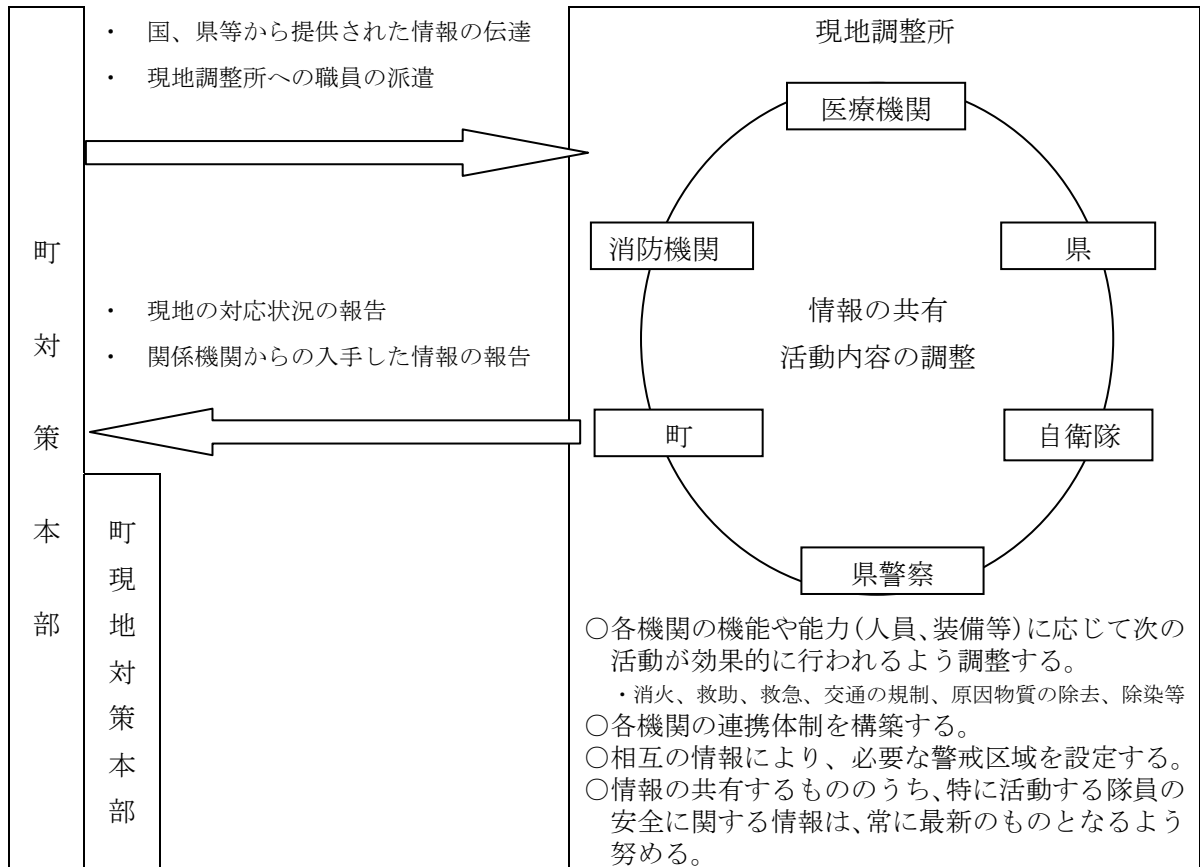 町対策本部
町現地対策本部
・ 国、県等から提供された情報の伝達
・ 現地調整所への職員の派遣
・ 現地の対応状況の報告
・ 関係機関からの入手した情報の報告
現地調整所
医療機関
消防機関
県
情報の共有
活動内容の調整
町
自衛隊
県警察
○各機関の機能や能力(人員、装備等)に応じて次の
活動が効果的に行われるよう調整する。
・消火、救助、救急、交通の規制、原因物質の除去、除染等
○各機関の連携体制を構築する。
○相互の情報により、必要な警戒区域を設定する。
○情報の共有するもののうち、特に活動する隊員の
安全に関する情報は、常に最新のものとなるよう
努める。